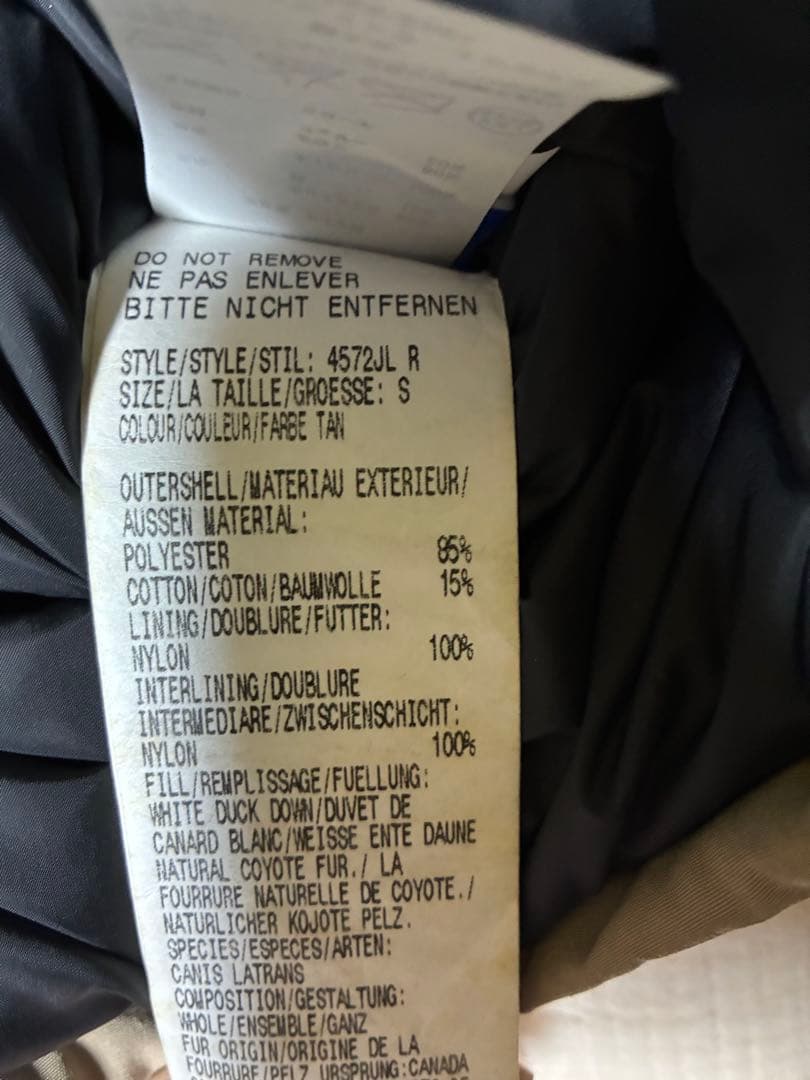 DO NOT REMOVE
NE PAS ENLEVER
BITTE NICHT ENTFERNEN
STYLE/STYLE/STIL: 4572JL R
SIZE/LA TAILLE/GROESSE: S
COLOUR/COULEUR/FARBE TAN
OUTERSHELL/MATERIAU EXTERIEUR/
AUSSEN MATERIAL:
POLYESTER 85%
COTTON/COTON/BAUMWOLLE 15%
LINING/DOUBLURE/FUTTER:
NYLON 100%
INTERLINING/DOUBLURE
INTERMEDIARE/ZWISCHENSCHICHT:
NYLON 100%
FILL/REMPLISSAGE/FUELLUNG:
WHITE DUCK DOWN/DUVET DE
CANARD BLANC/WEISSE ENTE DAUNE
NATURAL COYOTE FUR./ LA
FOURRURE NATURELLE DE COYOTE./
NATURLICHER KOJOTE PELZ.
SPECIES/ESPECES/ARTEN:
CANIS LATRANS
COMPOSITION/GESTALTUNG:
WHOLE/ENSEMBLE/GANZ
FUR ORIGIN/ORIGINE DE LA
FOURRURE/PELZ URSPRUNG:CANADA